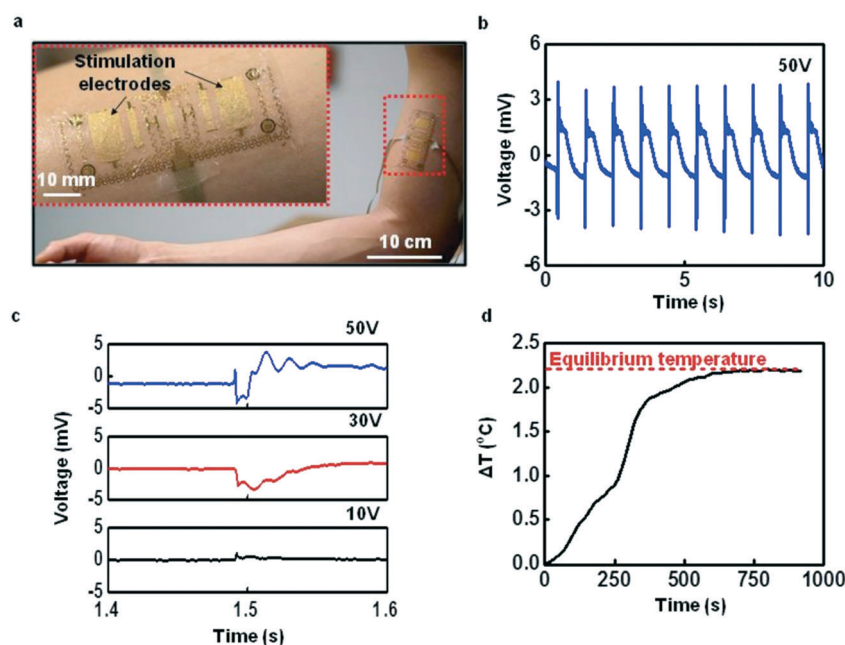 a
Stimulation
electrodes
10 mm
10 cm
b
50V
Voltage (mV)
6
3
0
-3
-6
0
5
10
Time (s)
c
50V
5
0
-5
30V
5
0
-5
10V
5
0
-5
Voltage (mV)
1.4
1.5
1.6
Time (s)
d
Equilibrium temperature
ΔT (°C)
2.5
2.0
1.5
1.0
0.5
0.0
0
250
500
750
1000
Time (s)